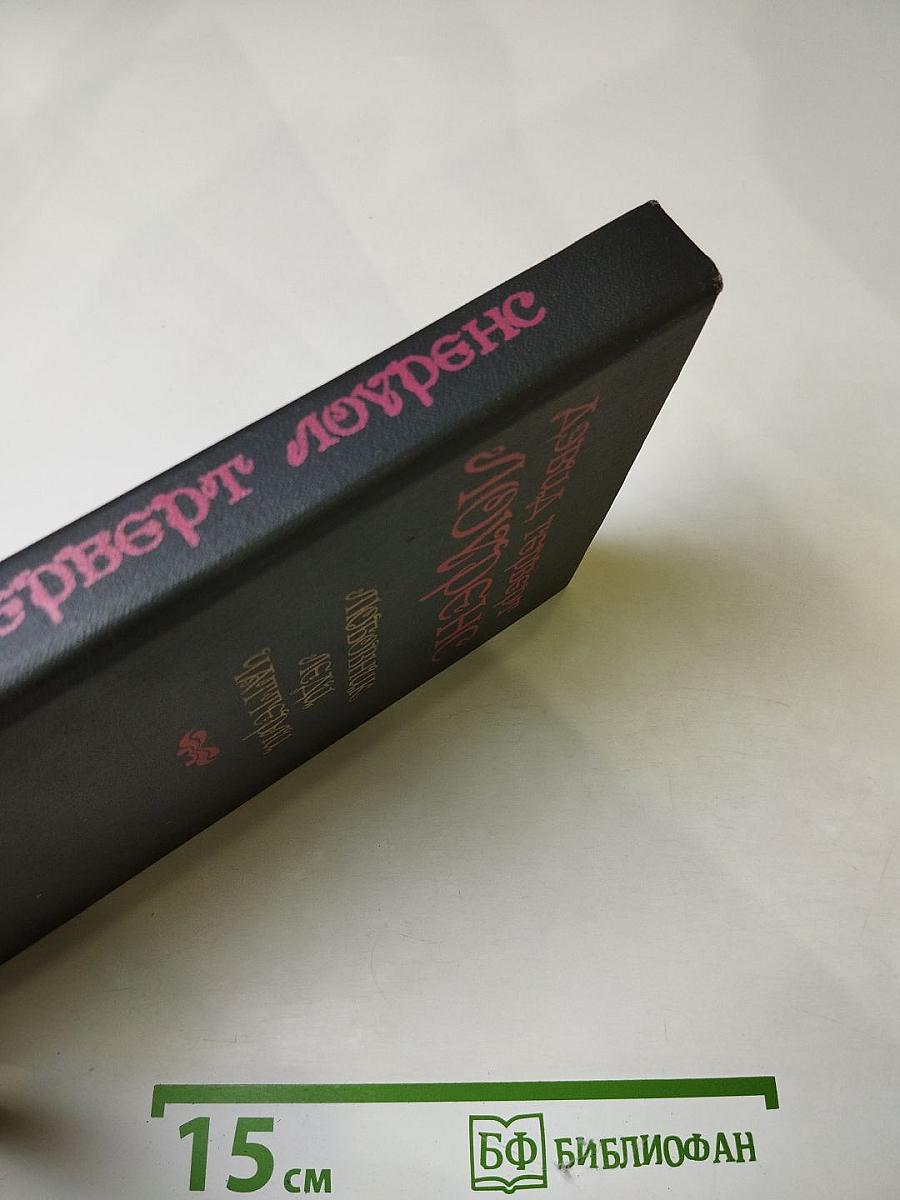 ЕРБЕРТ ЛОУРЕНС
ДЭВИД ГЕРБЕРТ
ЛОУРЕНС
ЛЮБОВНИК
ЛЕДИ
ЧАТТЕРЛИ
15 см
БФ БИБЛИОФАН